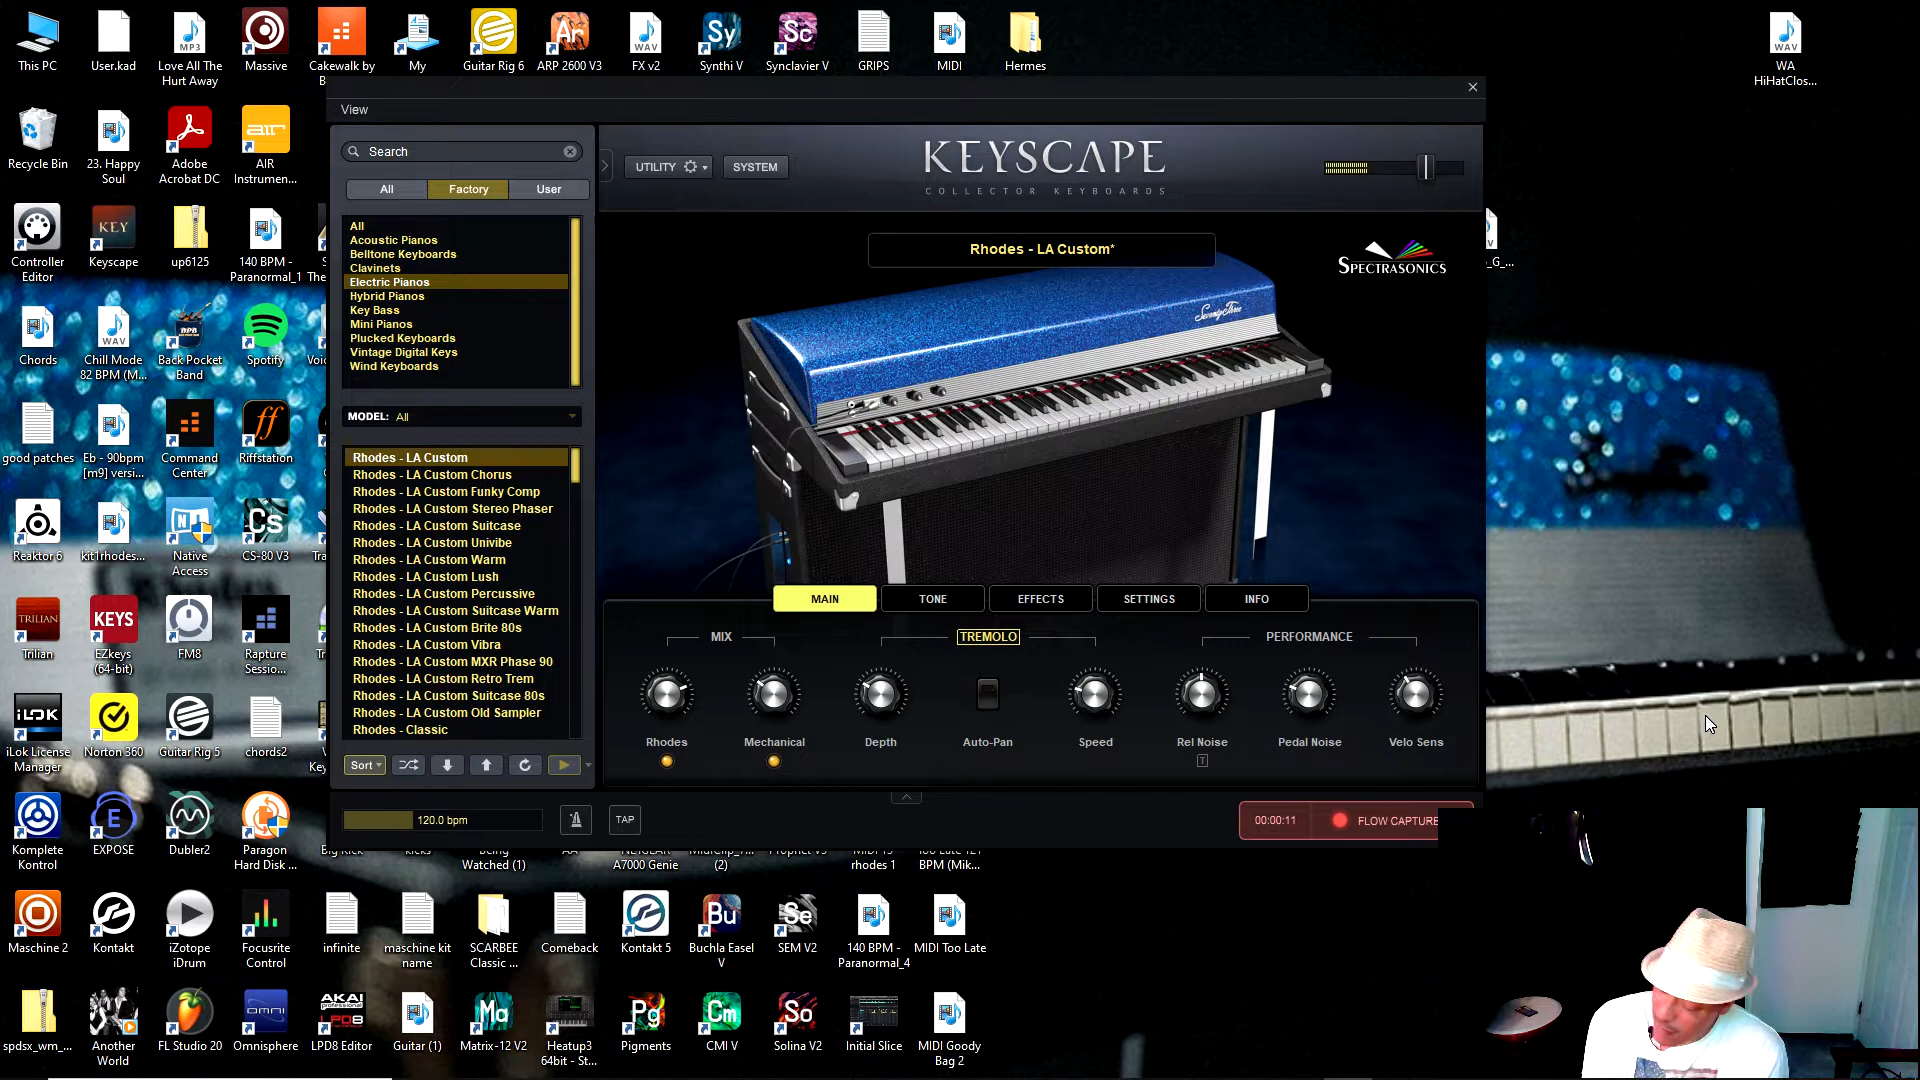 This PC
User.kad
Love All The
Hurt Away
Massive
Cakewalk by
My
Guitar Rig 6
ARP 2600 V3
FX v2
Synthi V
Synclavier V
GRIPS
MIDI
Hermes
WA
HiHatClos...
View
Recycle Bin
23. Happy
Soul
Adobe
Acrobat DC
AIR
Instrumen...
Controller
Editor
Keyscape
up6125
140 BPM -
Paranormal_1
Chords
Chill Mode
82 BPM (M...
Back Pocket
Band
Spotify
good patches
Eb - 90bpm
[m9] versi...
Command
Center
Riffstation
Reaktor 6
kit1rhodes...
Native
Access
CS-80 V3
Trilian
EZkeys
(64-bit)
FM8
Rapture
Sessio...
iLok License
Manager
Norton 360
Guitar Rig 5
chords2
Komplete
Kontrol
EXPOSE
Dubler2
Paragon
Hard Disk ...
Maschine 2
Kontakt
iZotope
iDrum
Focusrite
Control
infinite
maschine kit
name
SCARBEE
Classic ...
Comeback
Kontakt 5
Buchla Easel
V
SEM V2
140 BPM -
Paranormal_4
MIDI Too Late
spdsx_wm_...
Another
World
FL Studio 20
Omnisphere
LPD8 Editor
Guitar (1)
Matrix-12 V2
Heatup3
64bit - St...
Pigments
CMI V
Solina V2
Initial Slice
MIDI Goody
Bag 2
Watched (1)
A7000 Genie
(2)
rhodes 1
BPM (Mik...
Search
All Factory User
All
Acoustic Pianos
Belltone Keyboards
Clavinets
Electric Pianos
Hybrid Pianos
Key Bass
Mini Pianos
Plucked Keyboards
Vintage Digital Keys
Wind Keyboards
MODEL: All
Rhodes - LA Custom
Rhodes - LA Custom Chorus
Rhodes - LA Custom Funky Comp
Rhodes - LA Custom Stereo Phaser
Rhodes - LA Custom Suitcase
Rhodes - LA Custom Univibe
Rhodes - LA Custom Warm
Rhodes - LA Custom Lush
Rhodes - LA Custom Percussive
Rhodes - LA Custom Suitcase Warm
Rhodes - LA Custom Brite 80s
Rhodes - LA Custom Vibra
Rhodes - LA Custom MXR Phase 90
Rhodes - LA Custom Retro Trem
Rhodes - LA Custom Suitcase 80s
Rhodes - LA Custom Old Sampler
Rhodes - Classic
Sort
120.0 bpm
TAP
UTILITY SYSTEM
KEYSCAPE
COLLECTOR KEYBOARDS
Rhodes - LA Custom*
SPECTRASONICS
MAIN TONE EFFECTS SETTINGS INFO
MIX TREMOLO PERFORMANCE
Rhodes Mechanical Depth Auto-Pan Speed Rel Noise Pedal Noise Velo Sens
T
00:00:11 FLOW CAPTURE